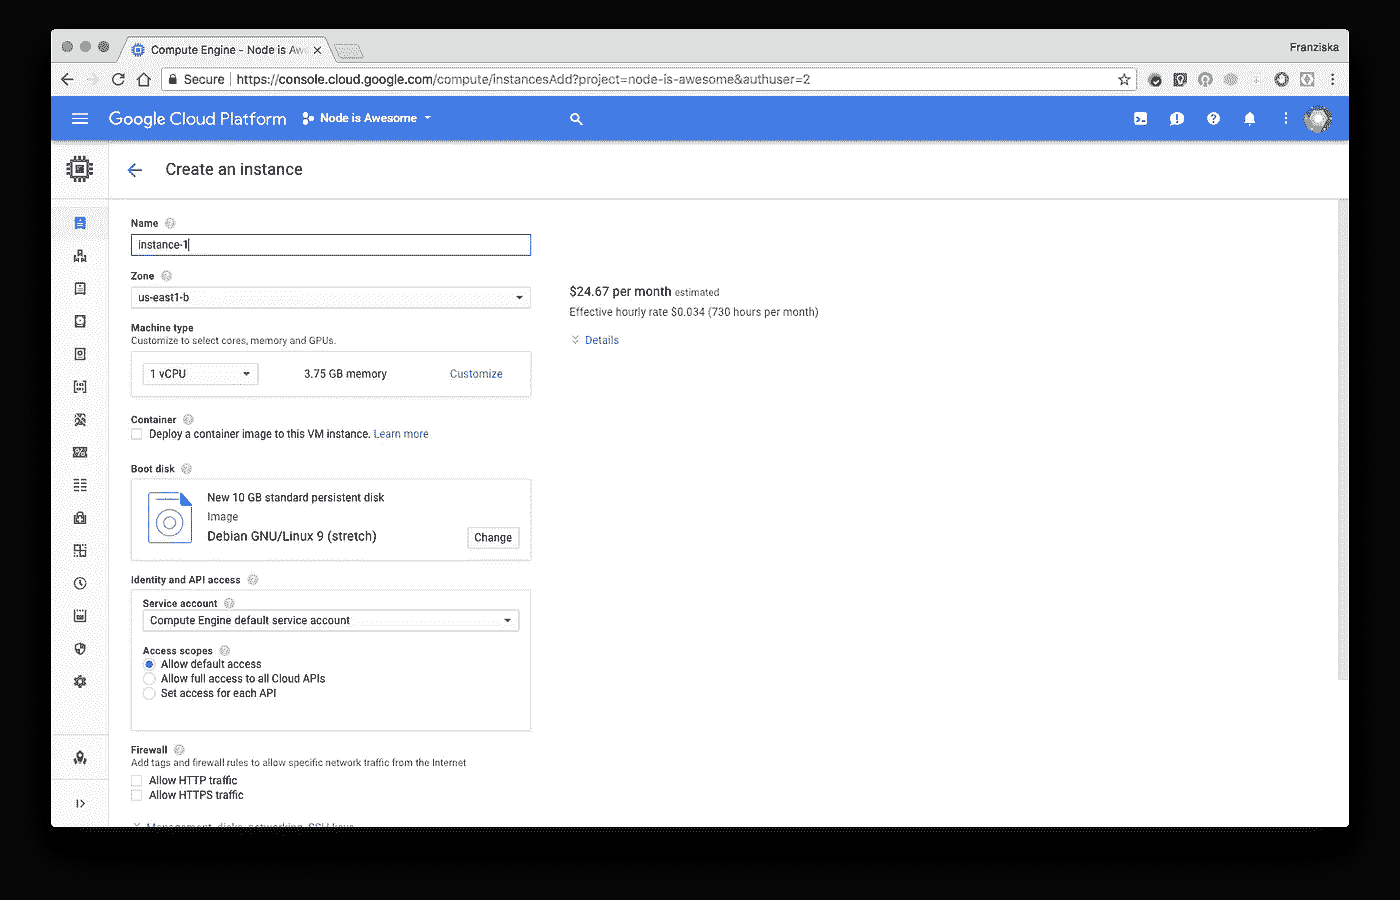 Compute Engine - Node is Awe
Franziska
Secure
https://console.cloud.google.com/compute/instancesAdd?project=node-is-awesome&authuser=2
Google Cloud Platform
Node is Awesome
Create an instance
Name
instance-1
Zone
us-east1-b
$24.67 per month estimated
Effective hourly rate $0.034 (730 hours per month)
Details
Machine type
Customize to select cores, memory and GPUs.
1 vCPU
3.75 GB memory
Customize
Container
Deploy a container image to this VM instance. Learn more
Boot disk
New 10 GB standard persistent disk
Image
Debian GNU/Linux 9 (stretch)
Change
Identity and API access
Service account
Compute Engine default service account
Access scopes
Allow default access
Allow full access to all Cloud APIs
Set access for each API
Firewall
Add tags and firewall rules to allow specific network traffic from the Internet
Allow HTTP traffic
Allow HTTPS traffic
Management, disks, networking, SSH keys